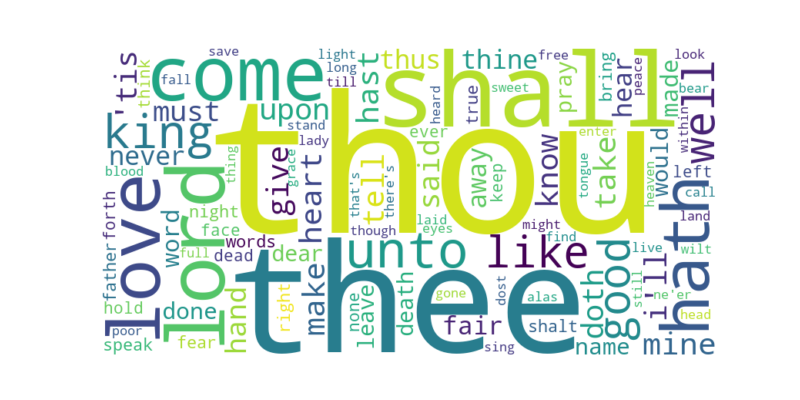 save
light
free
look
'tis
think
come
fall
long
till
hast
thus
thine
shall
heard
true
sweet
pray
bring
hear
peace
made
bear
well
must
upon
king
never
thou
stand
lady
ever
said
away
keep
know
enter
tongue
take
would
within
left
call
heaven
blood
love
lord
thing
give
grace
heart
that's
tell
there's
night
face
word
words
though
laid
eyes
might
find
live
land
hath
father
forth
full
dead
dear
unto
like
good
wilt
hold
done
hand
thee
right
make
none
leave
death
gone
dost
alas
doth
i'll
still
ne'er
head
poor
speak
fear
fair
sing
shalt
name
mine